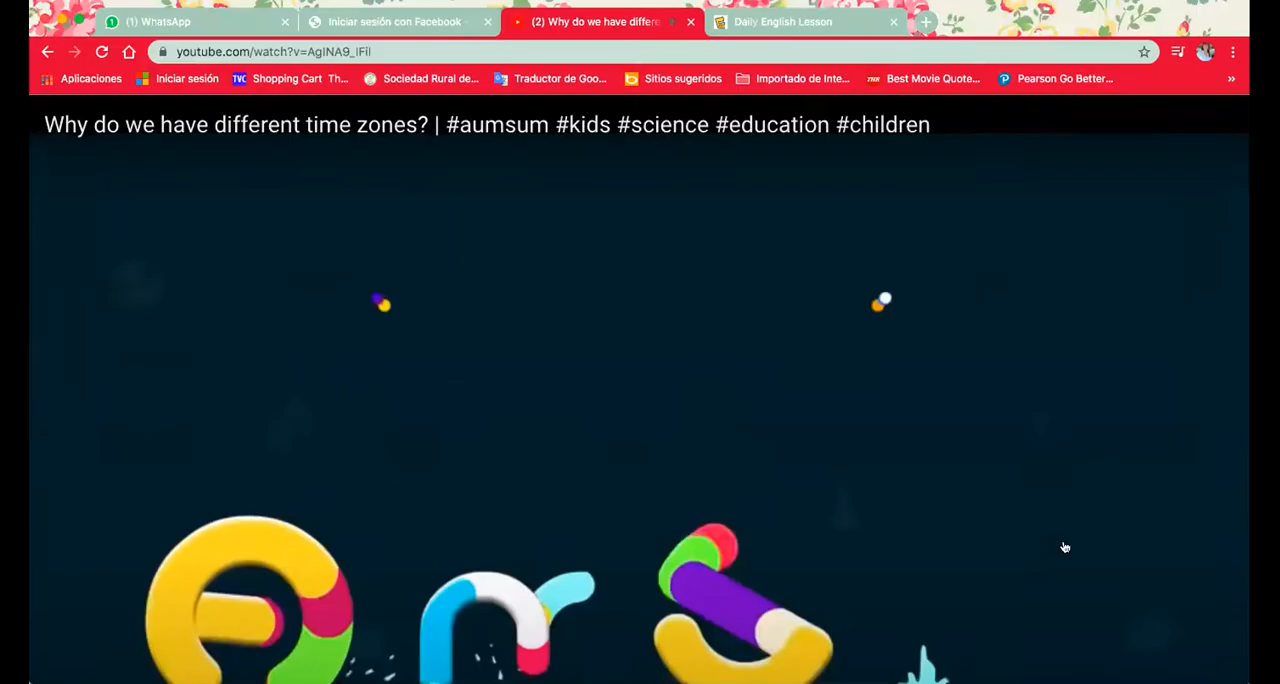 (1) WhatsApp
Iniciar sesión con Facebook
(2) Why do we have differe
Daily English Lesson
youtube.com/watch?v=AgINA9_IFiI
Aplicaciones
Iniciar sesión
TVC Shopping Cart Th...
Sociedad Rural de...
Traductor de Goo...
Sitios sugeridos
Importado de Inte...
Best Movie Quote...
Pearson Go Better...
»
Why do we have different time zones? | #aumsum #kids #science #education #children